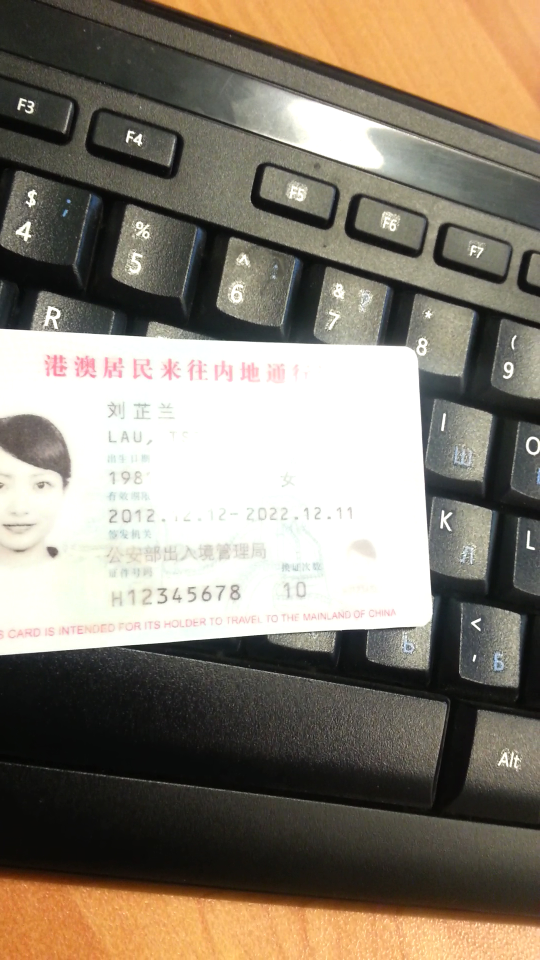 F3
F4
F5
F6
F7
$
4
%
5
^
6
&
7
*
8
(
9
R
I
Ш
O
K
Л
L
<
,
Б
Ь
Alt
港澳居民来往内地通行
刘芷兰
LAU,
出生日期
198
女
有效期限
2012.12.12-2022.12.11
签发机关
公安部出入境管理局
证件号码
换证次数
H12345678
10
CARD IS INTENDED FOR ITS HOLDER TO TRAVEL TO THE MAINLAND OF CHINA